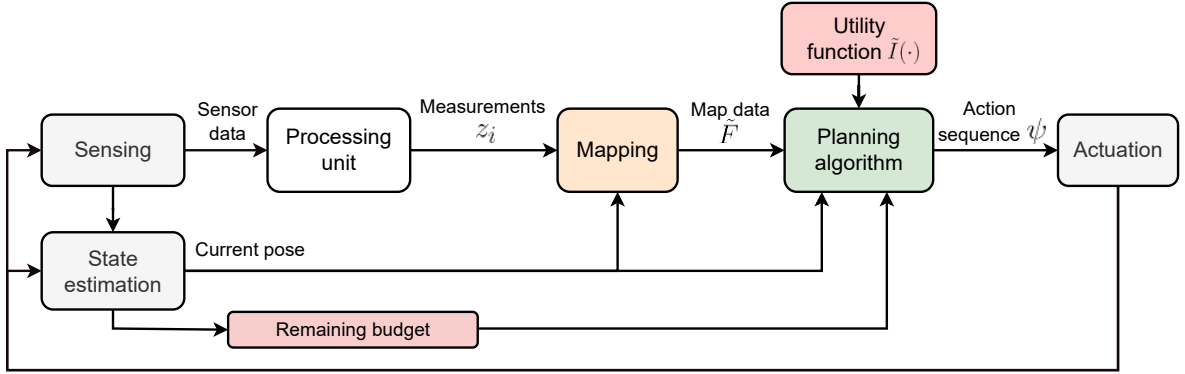 Utility
function Ĩ(·)
Sensor
data
Measurements
zᵢ
Map data
F̃
Action
sequence ψ
Sensing
Processing
unit
Mapping
Planning
algorithm
Actuation
State
estimation
Current pose
Remaining budget